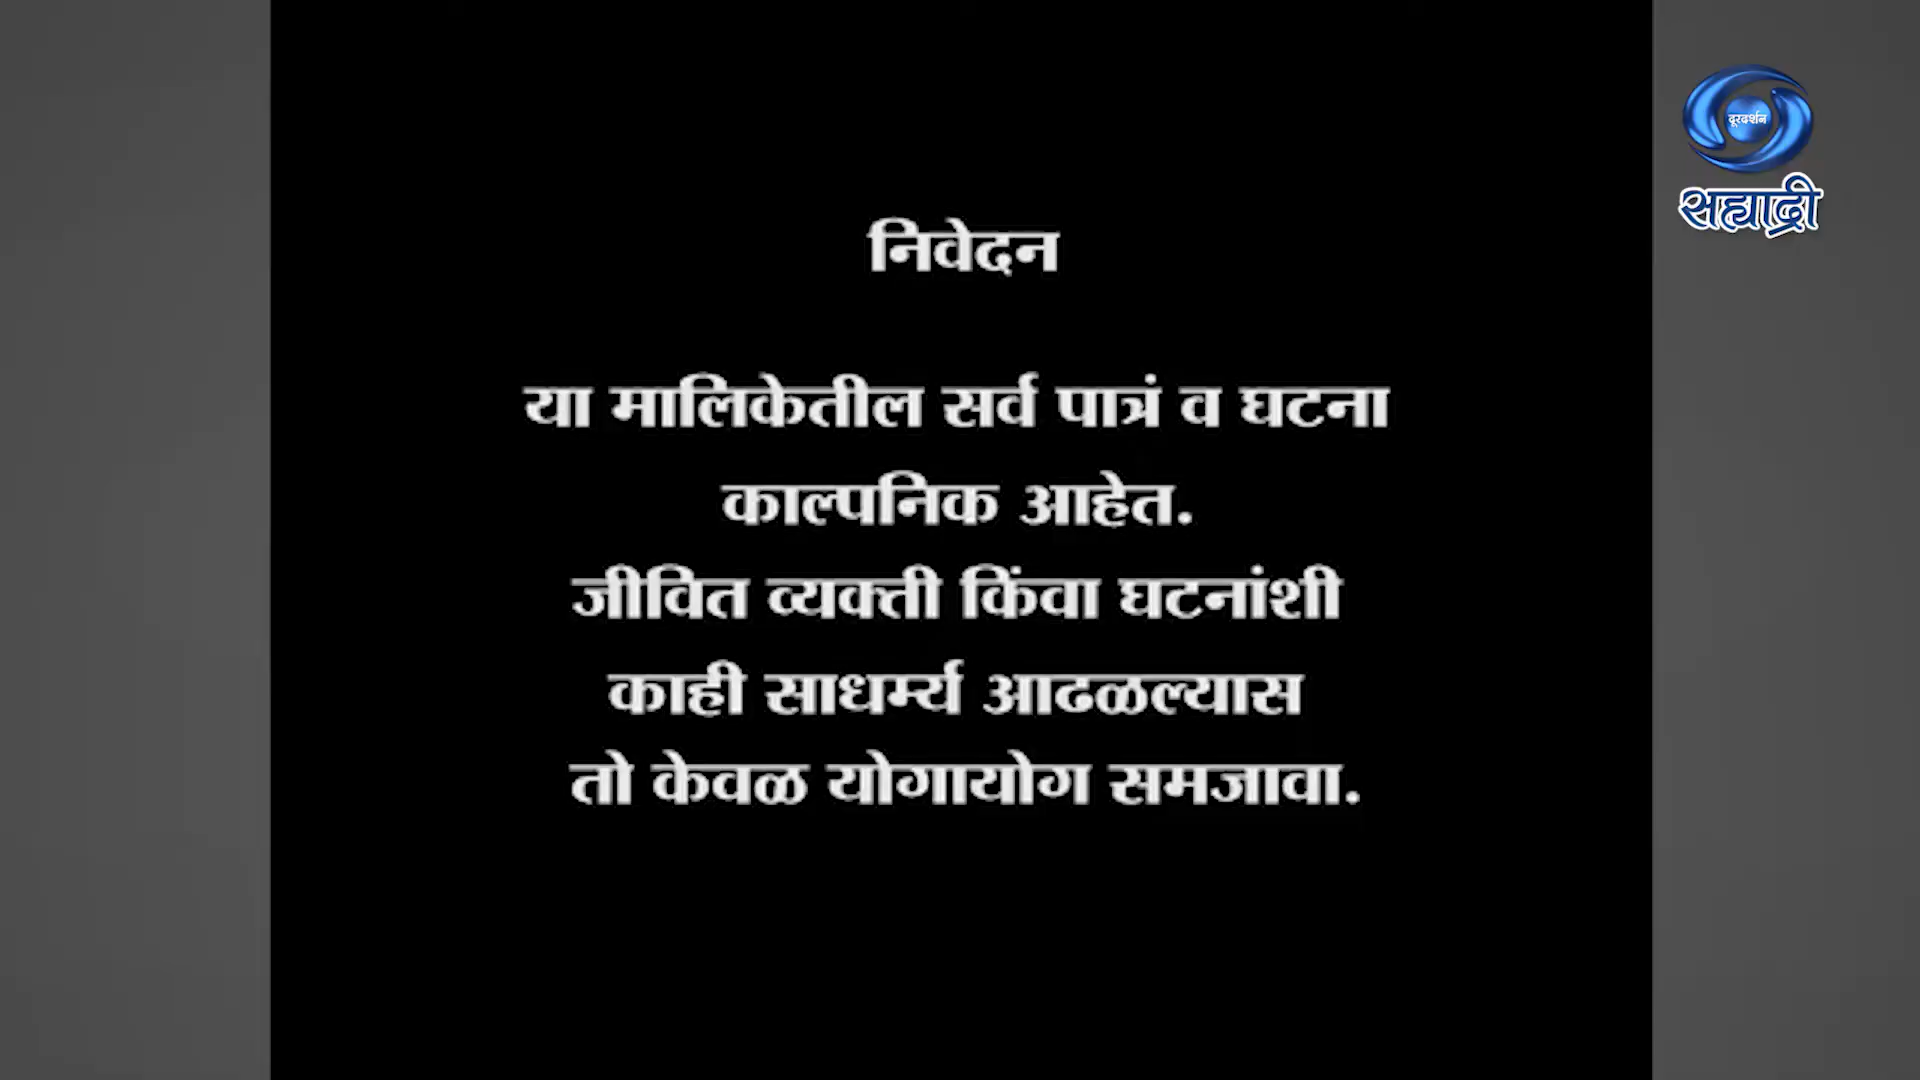 दूरदर्शन
सह्याद्री
निवेदन
या मालिकेतील सर्व पात्रं व घटना
काल्पनिक आहेत.
जीवित व्यक्ती किंवा घटनांशी
काही साधर्म्य आढळल्यास
तो केवळ योगायोग समजावा.